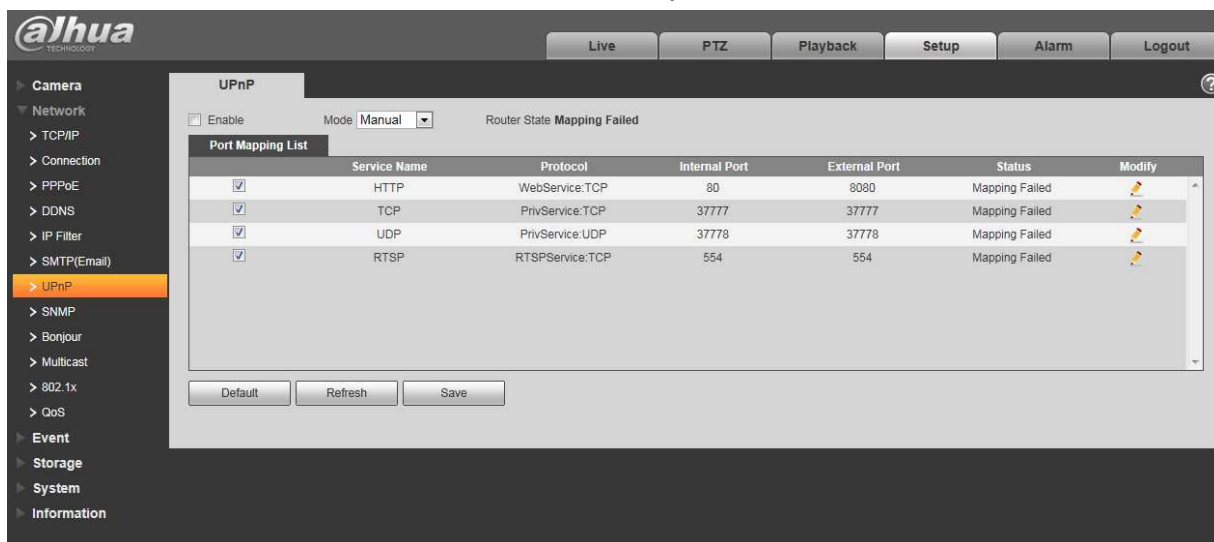 alhua
TECHNOLOGY
Live PTZ Playback Setup Alarm Logout
Camera
Network
> TCP/IP
> Connection
> PPPoE
> DDNS
> IP Filter
> SMTP(Email)
> UPnP
> SNMP
> Bonjour
> Multicast
> 802.1x
> QoS
Event
Storage
System
Information
UPnP
?
Enable Mode Manual Router State Mapping Failed
Port Mapping List
Service Name Protocol Internal Port External Port Status Modify
HTTP WebService:TCP 80 8080 Mapping Failed
TCP PrivService:TCP 37777 37777 Mapping Failed
UDP PrivService:UDP 37778 37778 Mapping Failed
RTSP RTSPService:TCP 554 554 Mapping Failed
Default Refresh Save